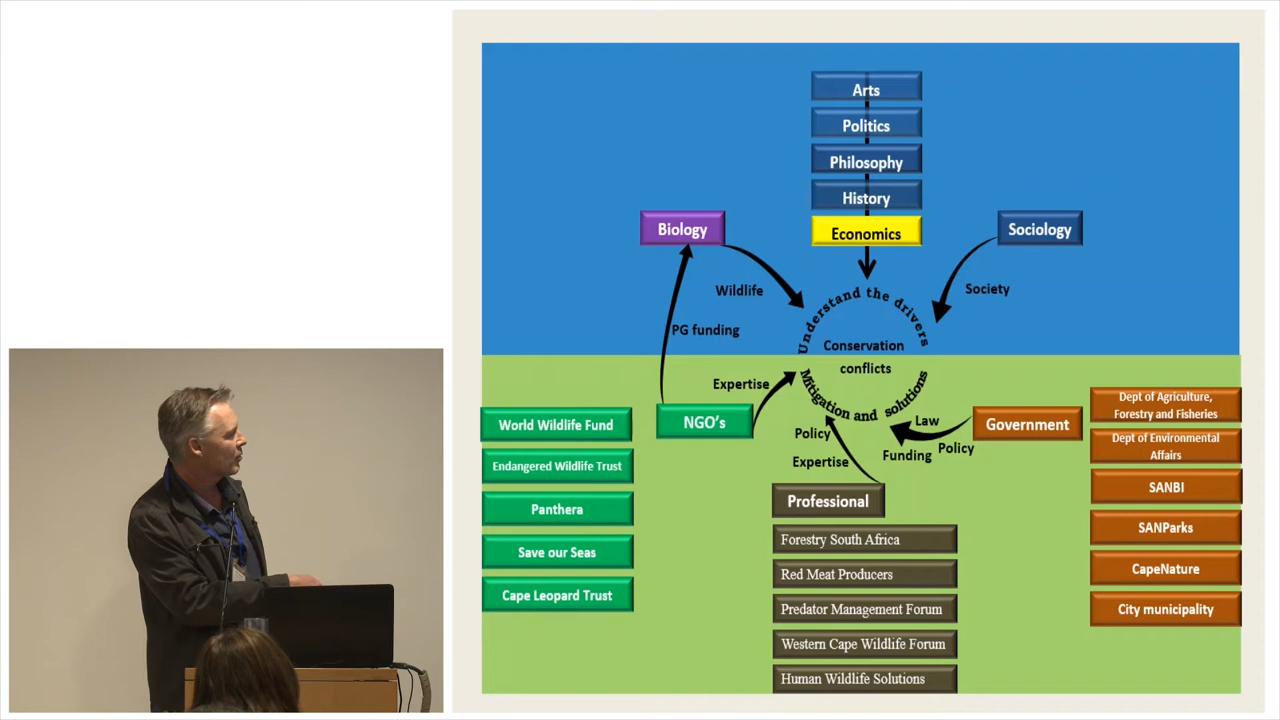 Arts
Politics
Philosophy
History
Economics
Biology
Sociology
Wildlife
Society
PG funding
Understand the drivers
Conservation
conflicts
Mitigation and solutions
Expertise
NGO's
World Wildlife Fund
Endangered Wildlife Trust
Panthera
Save our Seas
Cape Leopard Trust
Policy
Expertise
Professional
Forestry South Africa
Red Meat Producers
Predator Management Forum
Western Cape Wildlife Forum
Human Wildlife Solutions
Law
Policy
Funding
Government
Dept of Agriculture,
Forestry and Fisheries
Dept of Environmental
Affairs
SANBI
SANParks
CapeNature
City municipality